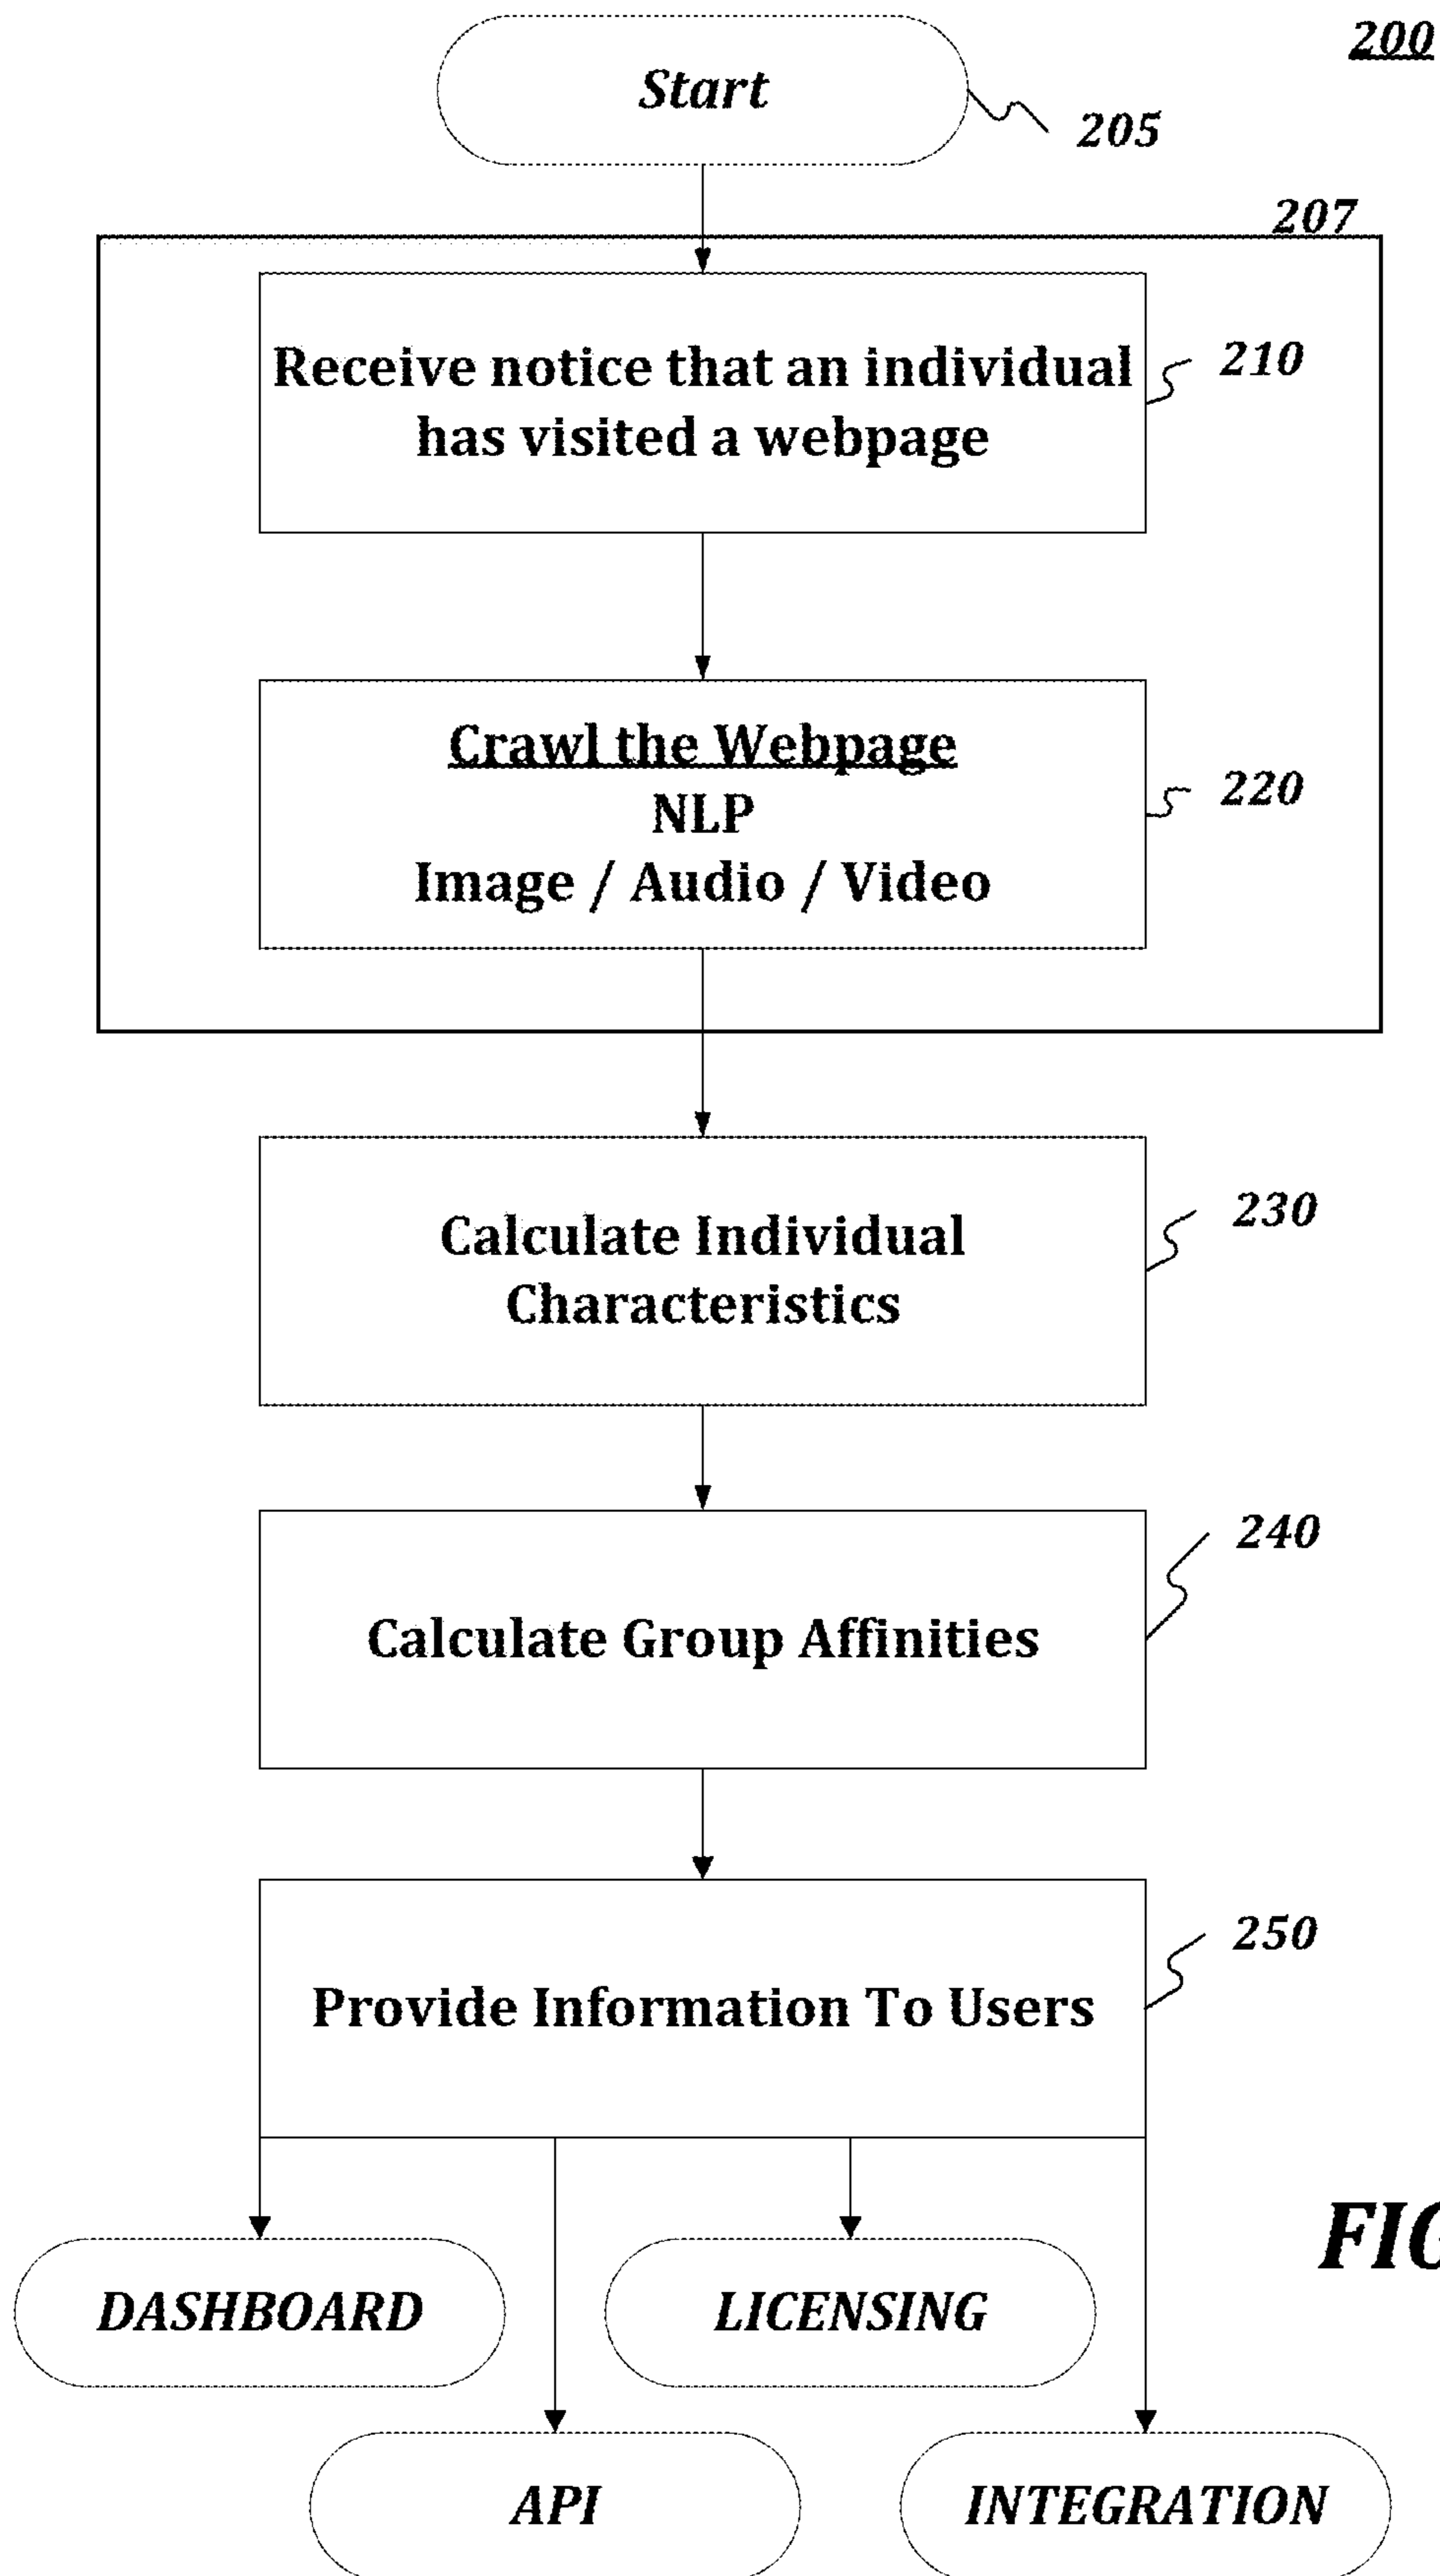 200
Start
205
207
Receive notice that an individual
has visited a webpage
210
Crawl the Webpage
NLP
Image / Audio / Video
220
Calculate Individual
Characteristics
230
240
Calculate Group Affinities
250
Provide Information To Users
FIG
DASHBOARD
LICENSING
API
INTEGRATION